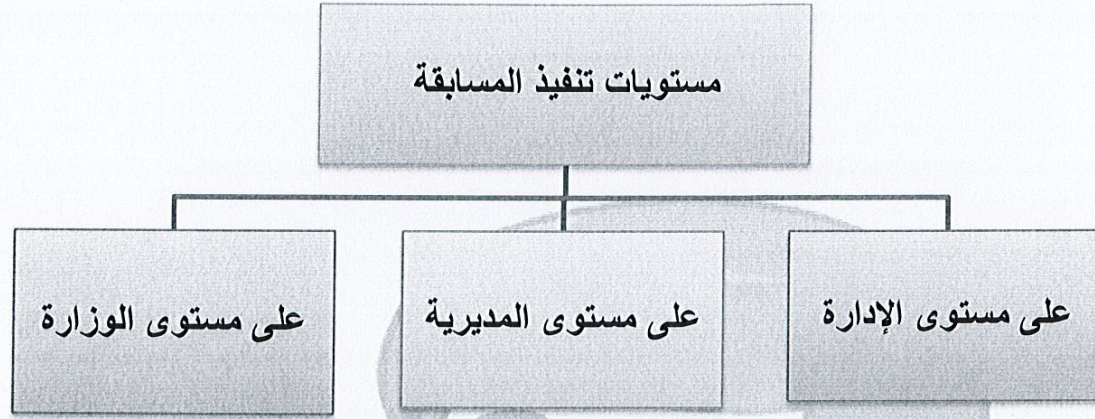 مستويات تنفيذ المسابقة
على مستوى الإدارة
على مستوى المديرية
على مستوى الوزارة